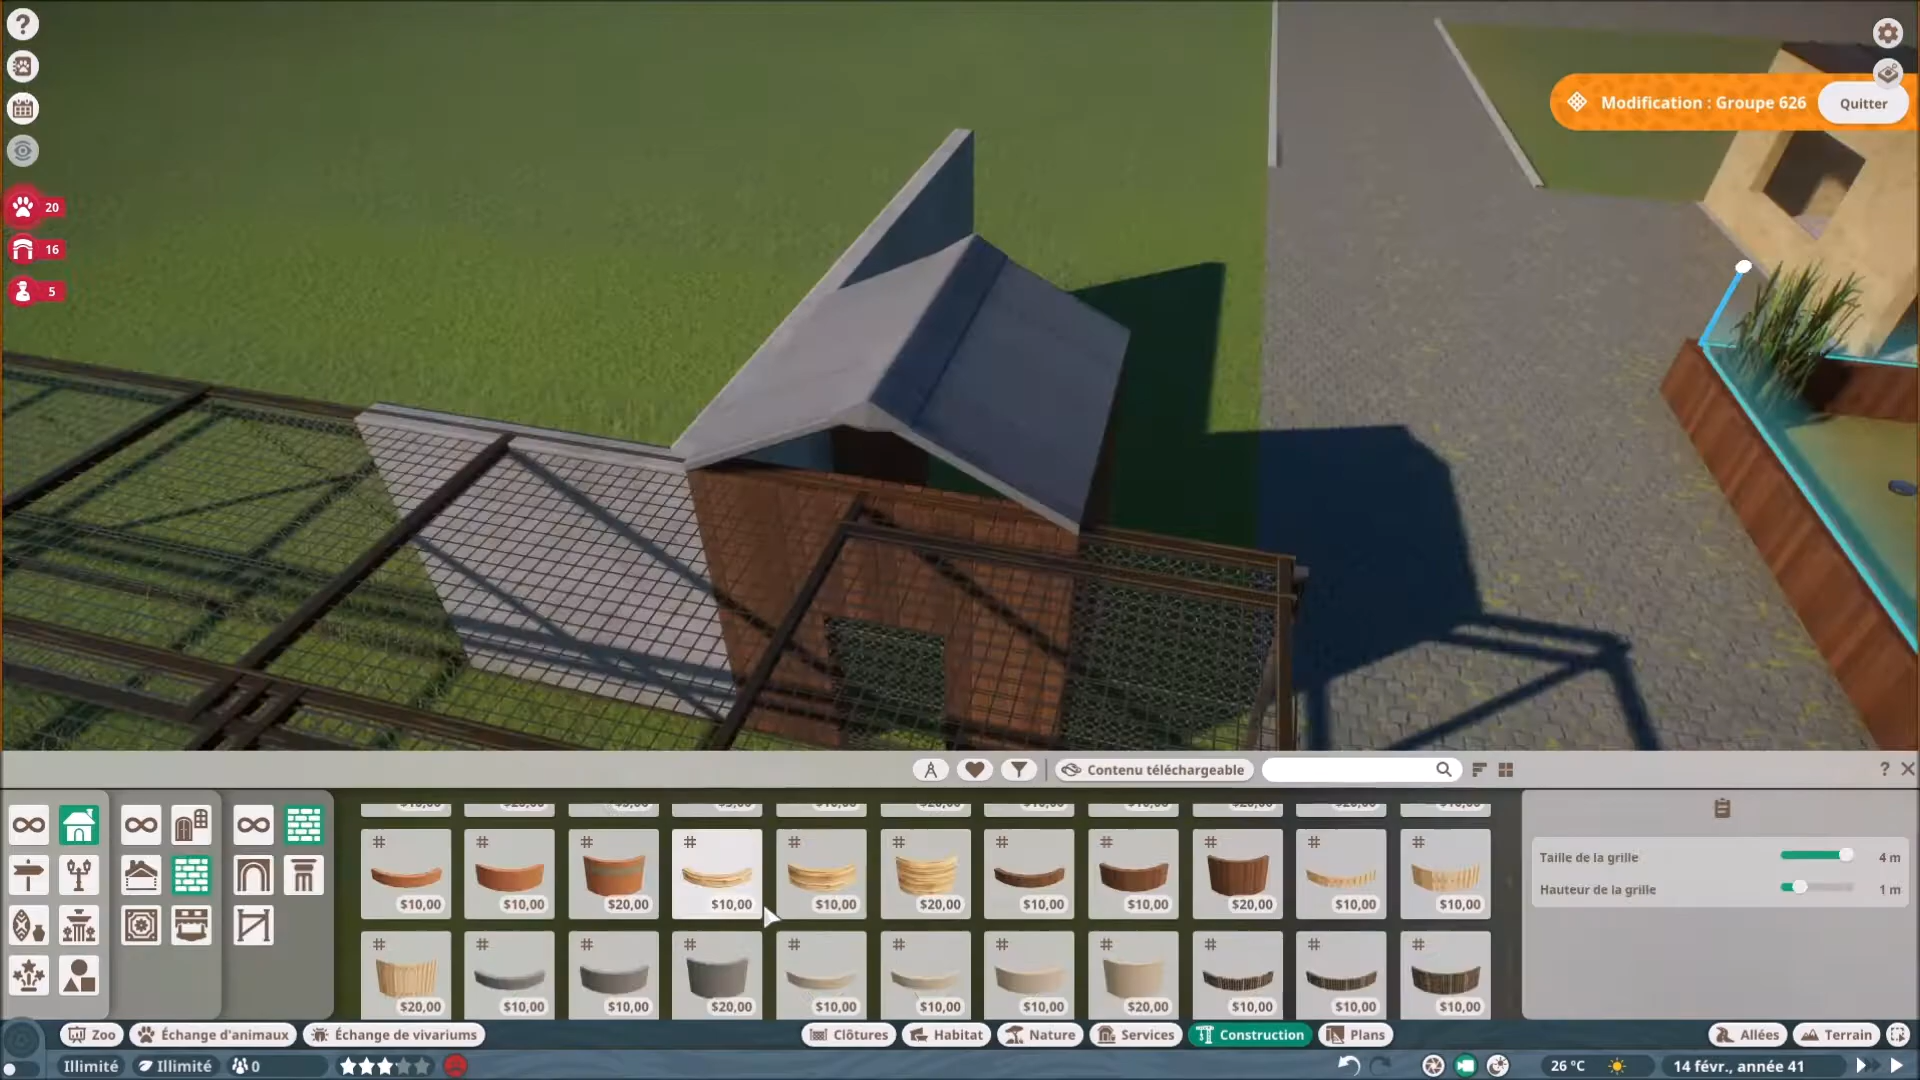 Modification : Groupe 626
Quitter
20
16
5
Contenu téléchargeable
$10,00 $10,00 $20,00 $10,00 $10,00 $20,00 $10,00 $10,00 $20,00 $10,00 $10,00
$20,00 $10,00 $10,00 $20,00 $10,00 $10,00 $10,00 $20,00 $10,00 $10,00 $10,00
Taille de la grille 4 m
Hauteur de la grille 1 m
Zoo Échange d'animaux Échange de vivariums Clôtures Habitat Nature Services Construction Plans Allées Terrain
Illimité Illimité 0 26 °C 14 févr., année 41